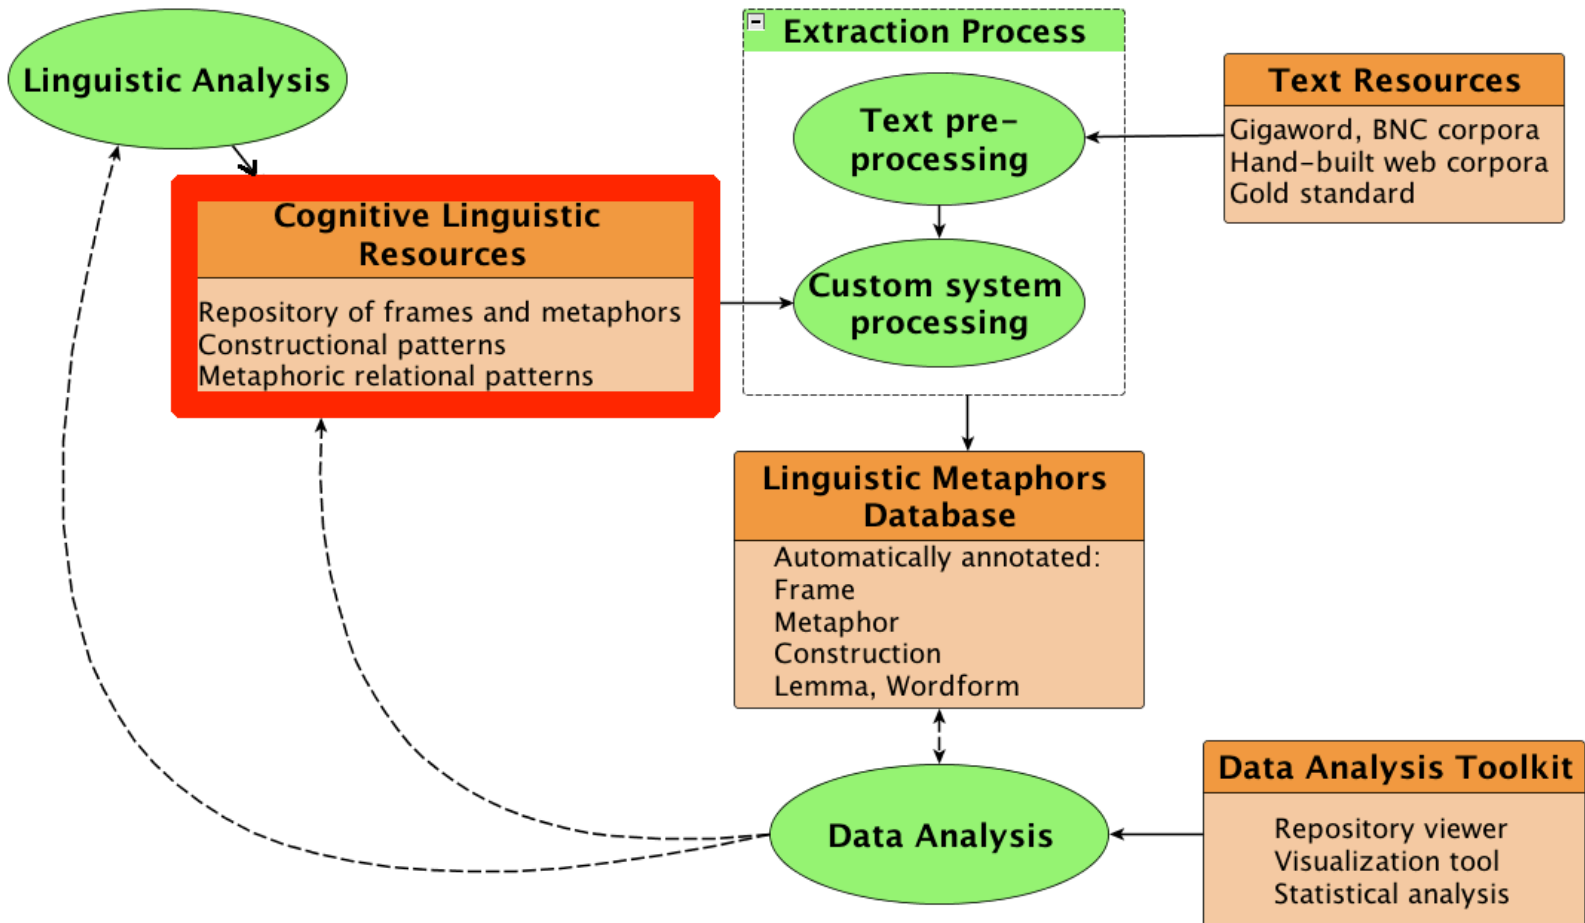 Linguistic Analysis
Extraction Process
Text pre-
processing
Custom system
processing
Text Resources
Gigaword, BNC corpora
Hand-built web corpora
Gold standard
Cognitive Linguistic
Resources
Repository of frames and metaphors
Constructional patterns
Metaphoric relational patterns
Linguistic Metaphors
Database
Automatically annotated:
Frame
Metaphor
Construction
Lemma, Wordform
Data Analysis
Data Analysis Toolkit
Repository viewer
Visualization tool
Statistical analysis